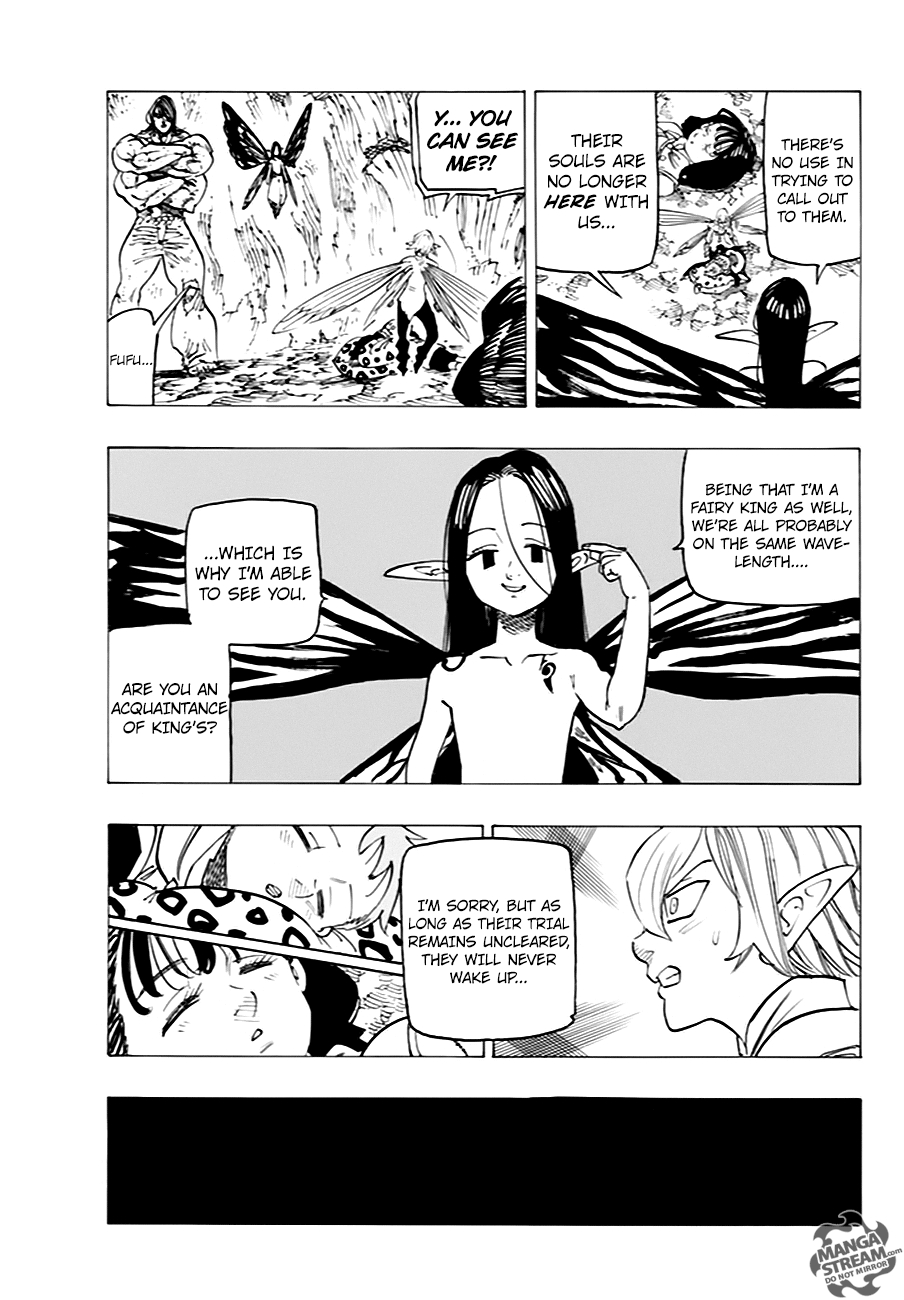 THERE'S
NO USE IN
TRYING TO
CALL OUT
TO THEM.
THEIR
SOULS ARE
NO LONGER
HERE WITH
US...
Y... YOU
CAN SEE
ME?!
FUFU...
BEING THAT I'M A
FAIRY KING AS WELL,
WE'RE ALL PROBABLY
ON THE SAME WAVE-
LENGTH....
...WHICH IS
WHY I'M ABLE
TO SEE YOU.
ARE YOU AN
ACQUAINTANCE
OF KING'S?
I'M SORRY, BUT AS
LONG AS THEIR TRIAL
REMAINS UNCLEARED,
THEY WILL NEVER
WAKE UP...
MANGA
STREAM.com
DO NOT MIRROR